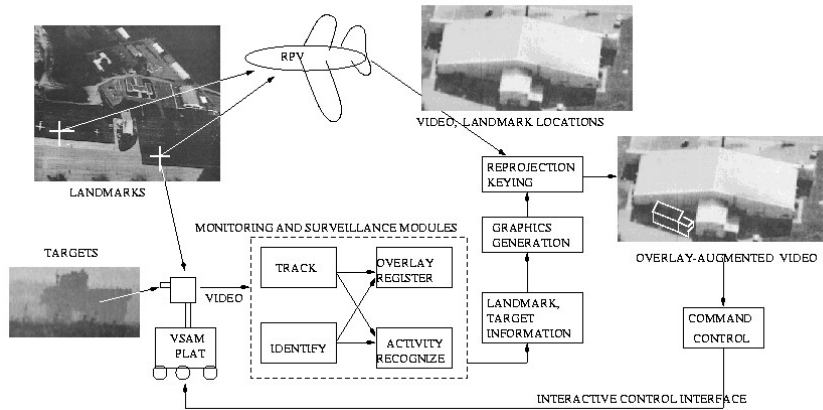 RPV
VIDEO, LANDMARK LOCATIONS
LANDMARKS
REPROJECTION
KEYING
MONITORING AND SURVEILLANCE MODULES
GRAPHICS
GENERATION
TARGETS
OVERLAY-AUGMENTED VIDEO
TRACK
OVERLAY
REGISTER
VIDEO
LANDMARK,
TARGET
INFORMATION
COMMAND
CONTROL
VSAM
PLAT
IDENTIFY
ACTIVITY
RECOGNIZE
INTERACTIVE CONTROL INTERFACE